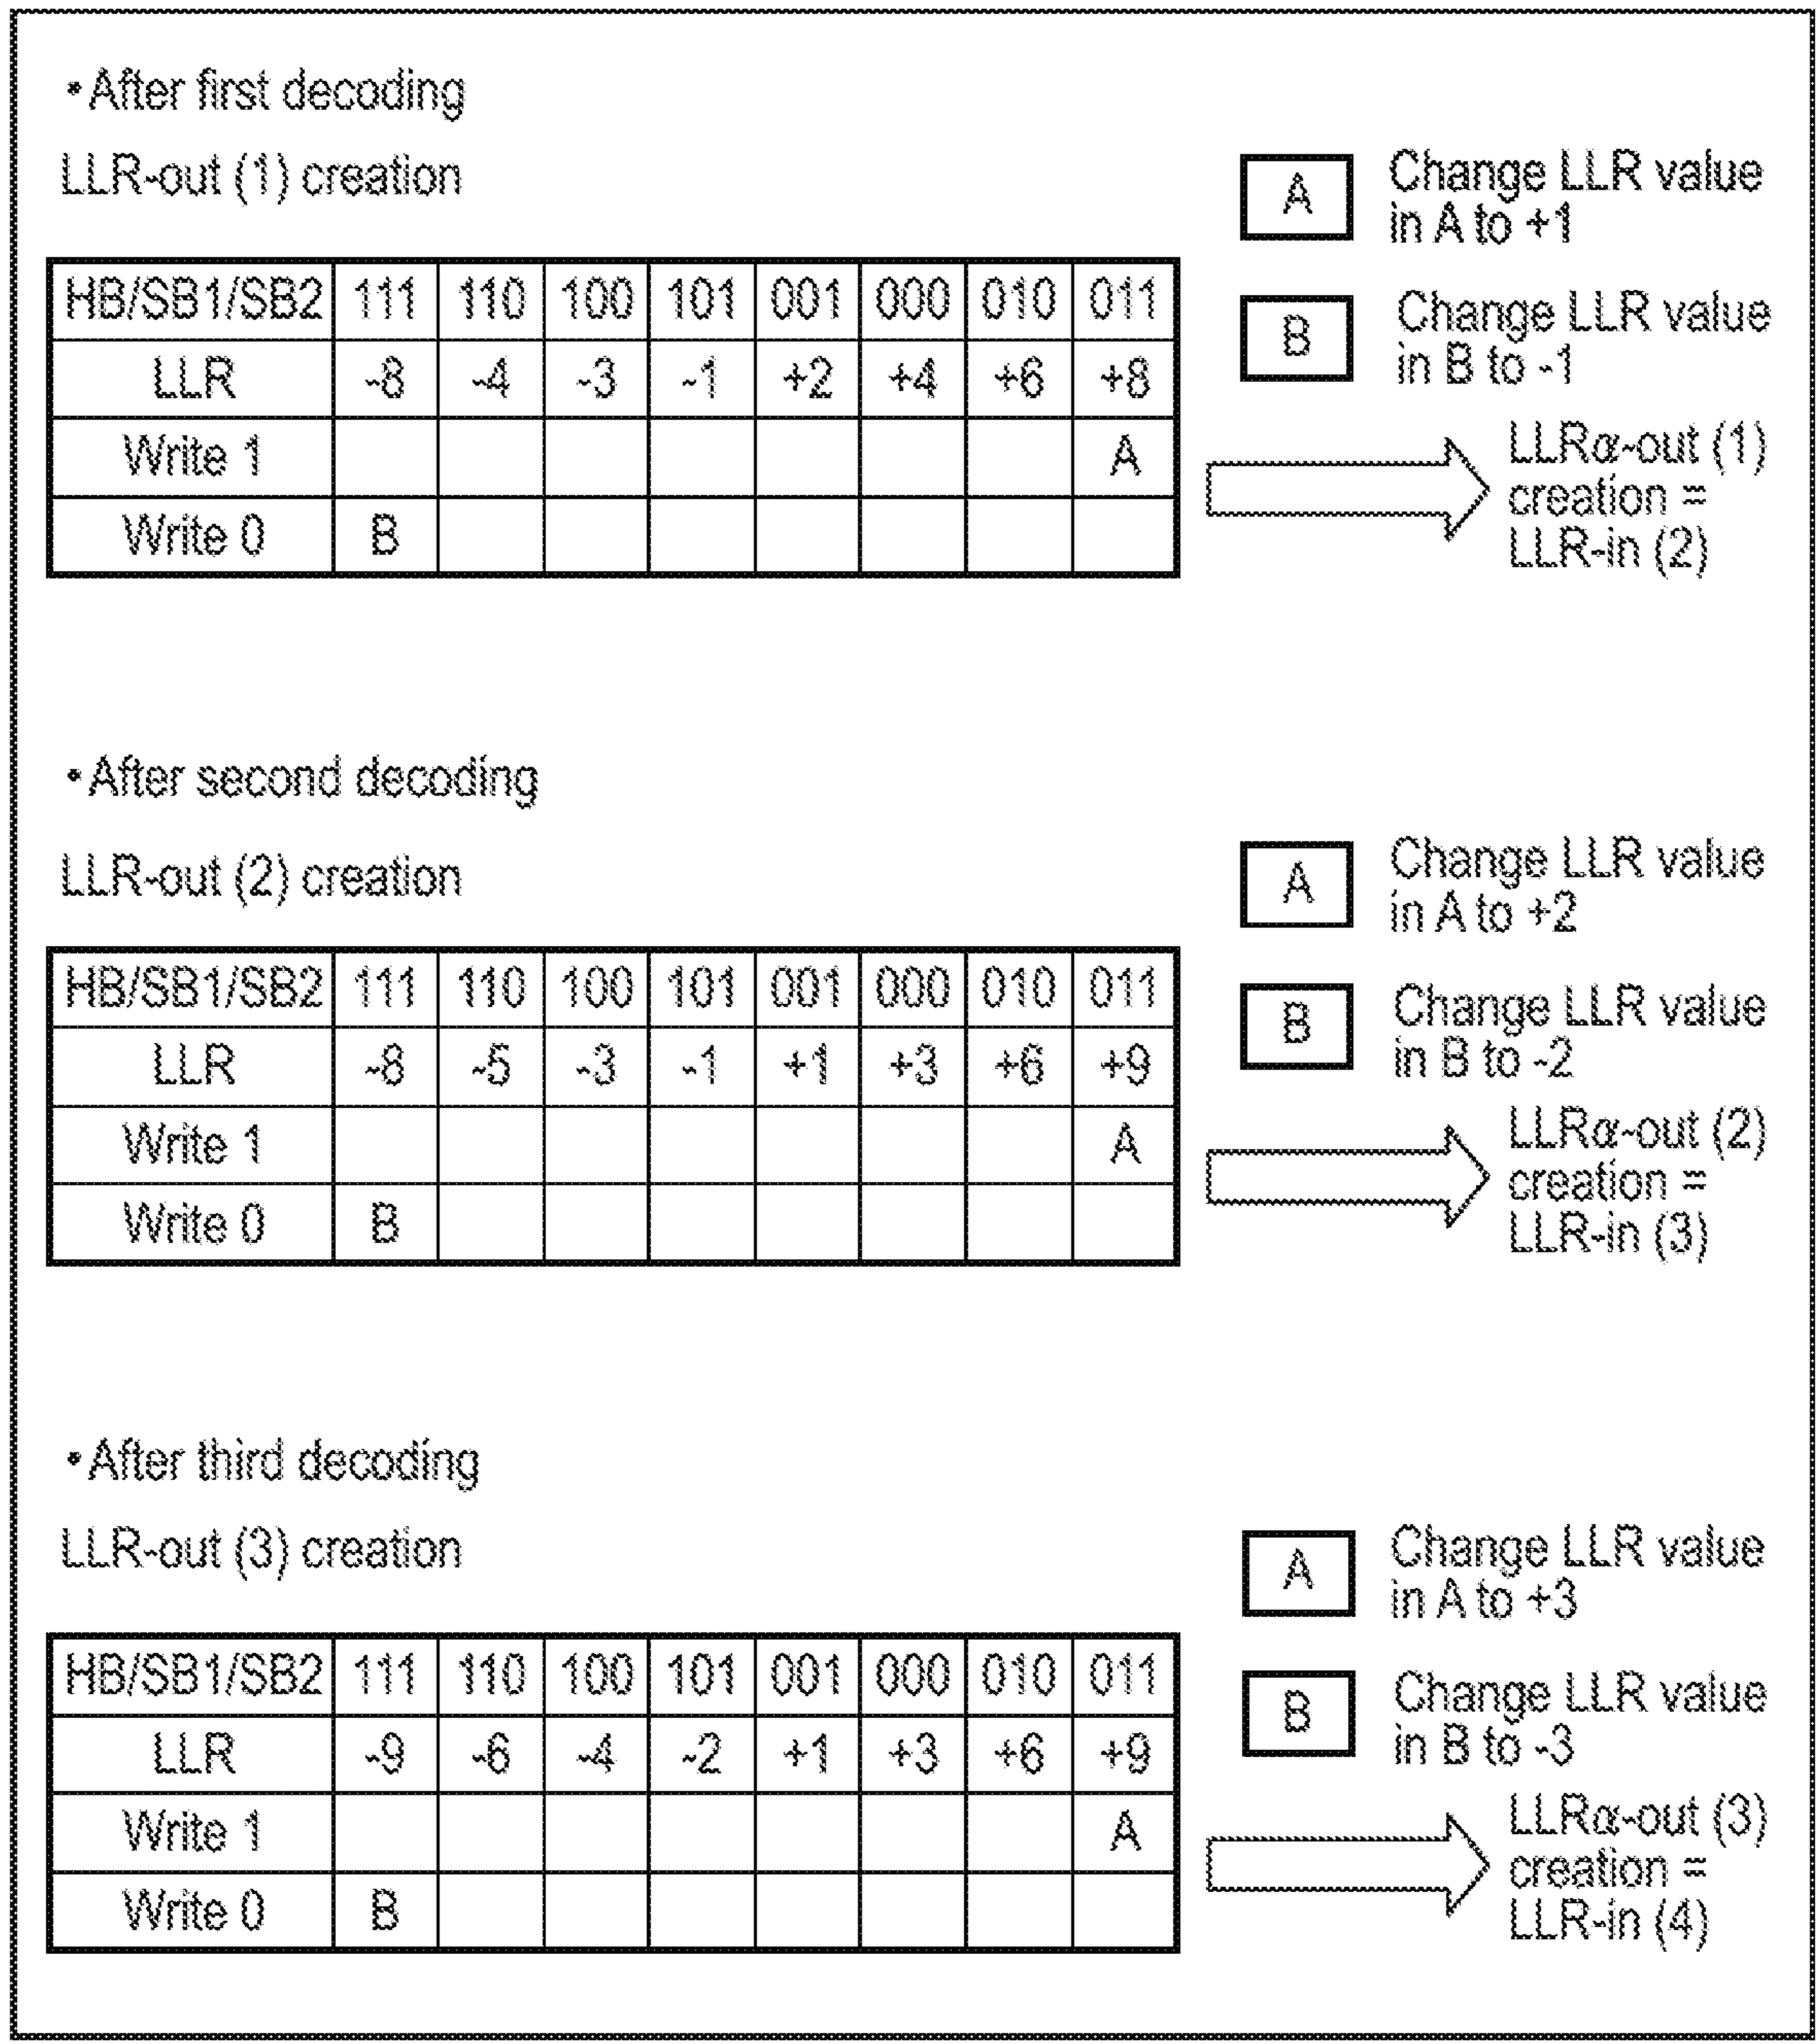 •After first decoding
LLR-out (1) creation
A Change LLR value
in A to +1
B Change LLR value
in B to -1
HB/SB1/SB2 111 110 100 101 001 000 010 011
LLR -8 -4 -3 -1 +2 +4 +6 +8
Write 1 A
Write 0 B
LLRα-out (1)
creation =
LLR-in (2)
•After second decoding
LLR-out (2) creation
A Change LLR value
in A to +2
B Change LLR value
in B to -2
HB/SB1/SB2 111 110 100 101 001 000 010 011
LLR -8 -5 -3 -1 +1 +3 +6 +9
Write 1 A
Write 0 B
LLRα-out (2)
creation =
LLR-in (3)
•After third decoding
LLR-out (3) creation
A Change LLR value
in A to +3
B Change LLR value
in B to -3
HB/SB1/SB2 111 110 100 101 001 000 010 011
LLR -9 -6 -4 -2 +1 +3 +6 +9
Write 1 A
Write 0 B
LLRα-out (3)
creation =
LLR-in (4)